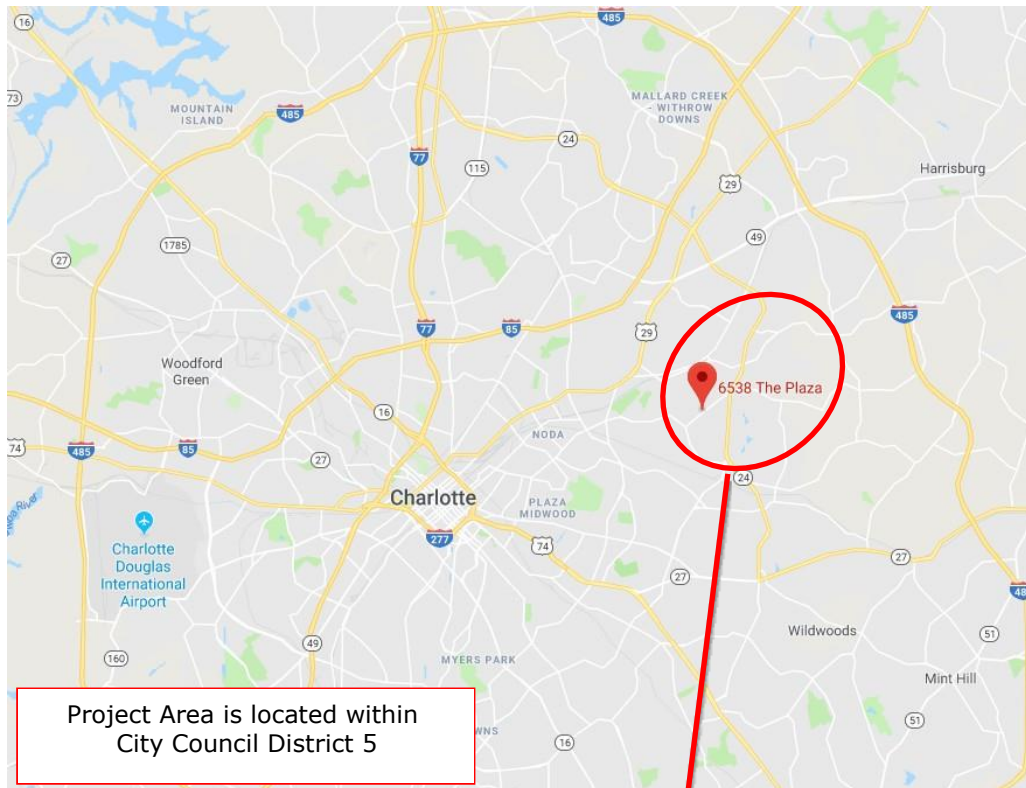 16
485
73
MOUNTAIN
ISLAND
485
MALLARD CREEK
- WITHROW
DOWNS
77
24
115
29
Harrisburg
1785
49
27
77
85
29
485
Woodford
Green
6538 The Plaza
16
74
485
85
27
NODA
24
Charlotte
PLAZA
MIDWOOD
277
74
Charlotte
Douglas
International
Airport
27
27
48
49
Wildwoods
51
160
MYERS PARK
Mint Hill
51
16
Project Area is located within
City Council District 5